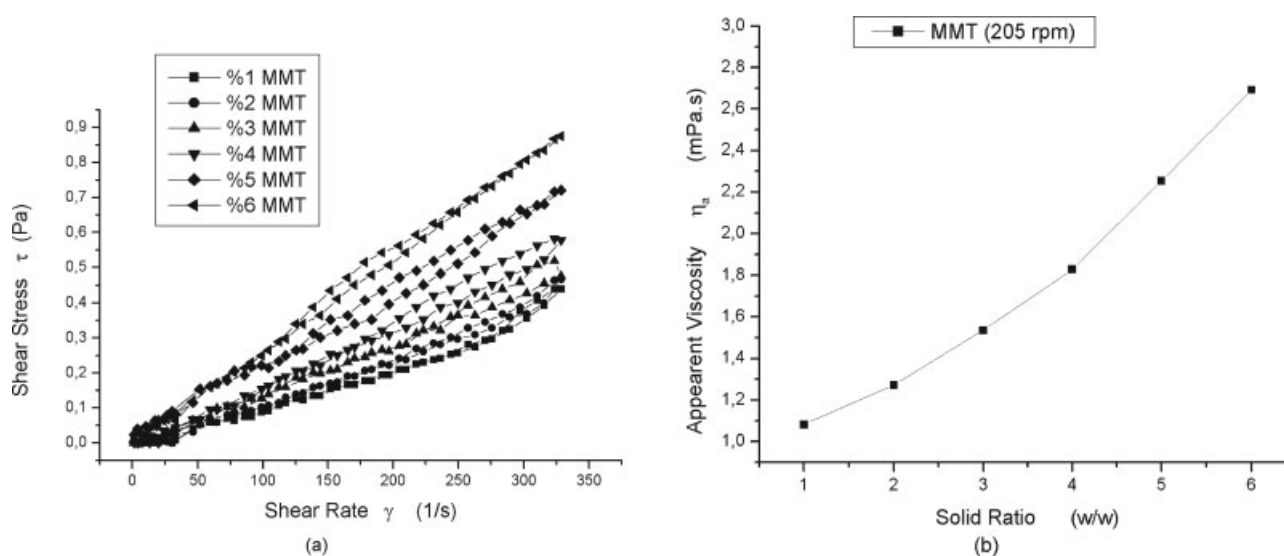 %1 MMT
%2 MMT
%3 MMT
%4 MMT
%5 MMT
%6 MMT
0,9
0,8
0,7
0,6
0,5
0,4
0,3
0,2
0,1
0,0
Shear Stress τ (Pa)
0 50 100 150 200 250 300 350
Shear Rate γ (1/s)
(a)
MMT (205 rpm)
3,0
2,8
2,6
2,4
2,2
2,0
1,8
1,6
1,4
1,2
1,0
Appearent Viscosity ηa (mPa.s)
1 2 3 4 5 6
Solid Ratio (w/w)
(b)